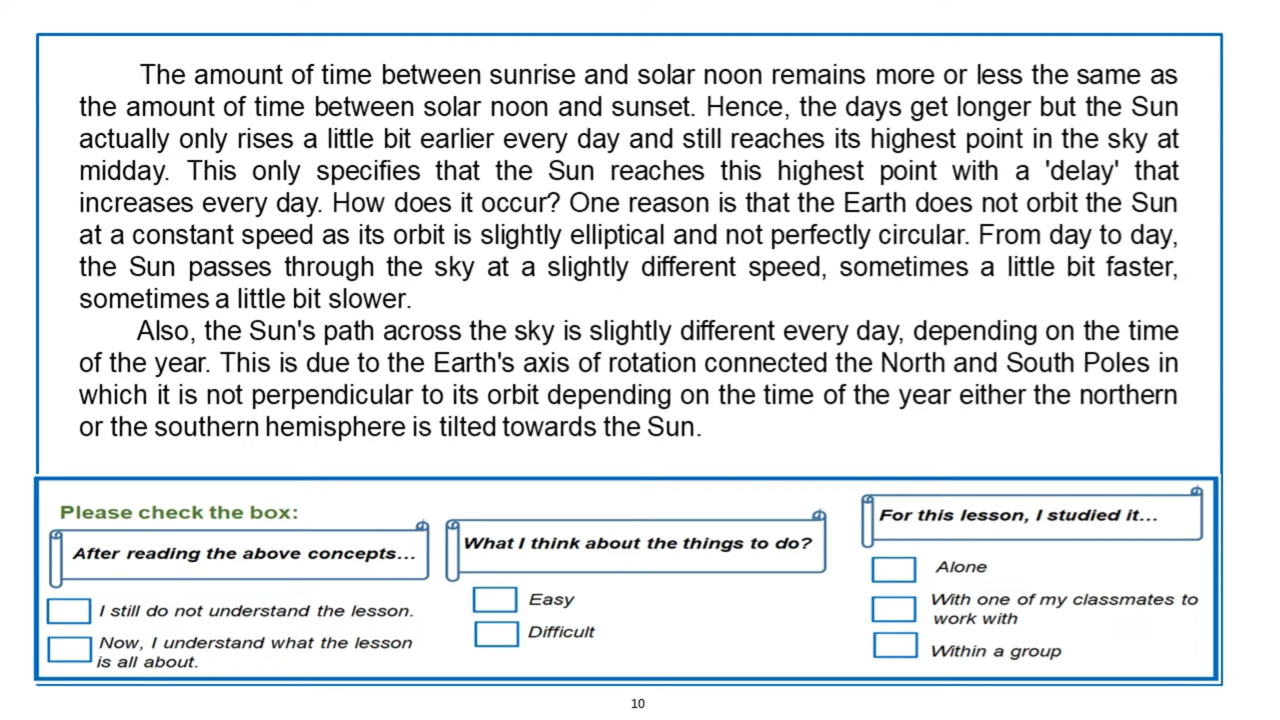 The amount of time between sunrise and solar noon remains more or less the same as
the amount of time between solar noon and sunset. Hence, the days get longer but the Sun
actually only rises a little bit earlier every day and still reaches its highest point in the sky at
midday. This only specifies that the Sun reaches this highest point with a 'delay' that
increases every day. How does it occur? One reason is that the Earth does not orbit the Sun
at a constant speed as its orbit is slightly elliptical and not perfectly circular. From day to day,
the Sun passes through the sky at a slightly different speed, sometimes a little bit faster,
sometimes a little bit slower.
Also, the Sun's path across the sky is slightly different every day, depending on the time
of the year. This is due to the Earth's axis of rotation connected the North and South Poles in
which it is not perpendicular to its orbit depending on the time of the year either the northern
or the southern hemisphere is tilted towards the Sun.
Please check the box:
After reading the above concepts...
I still do not understand the lesson.
Now, I understand what the lesson
is all about.
What I think about the things to do?
Easy
Difficult
For this lesson, I studied it...
Alone
With one of my classmates to
work with
Within a group
10